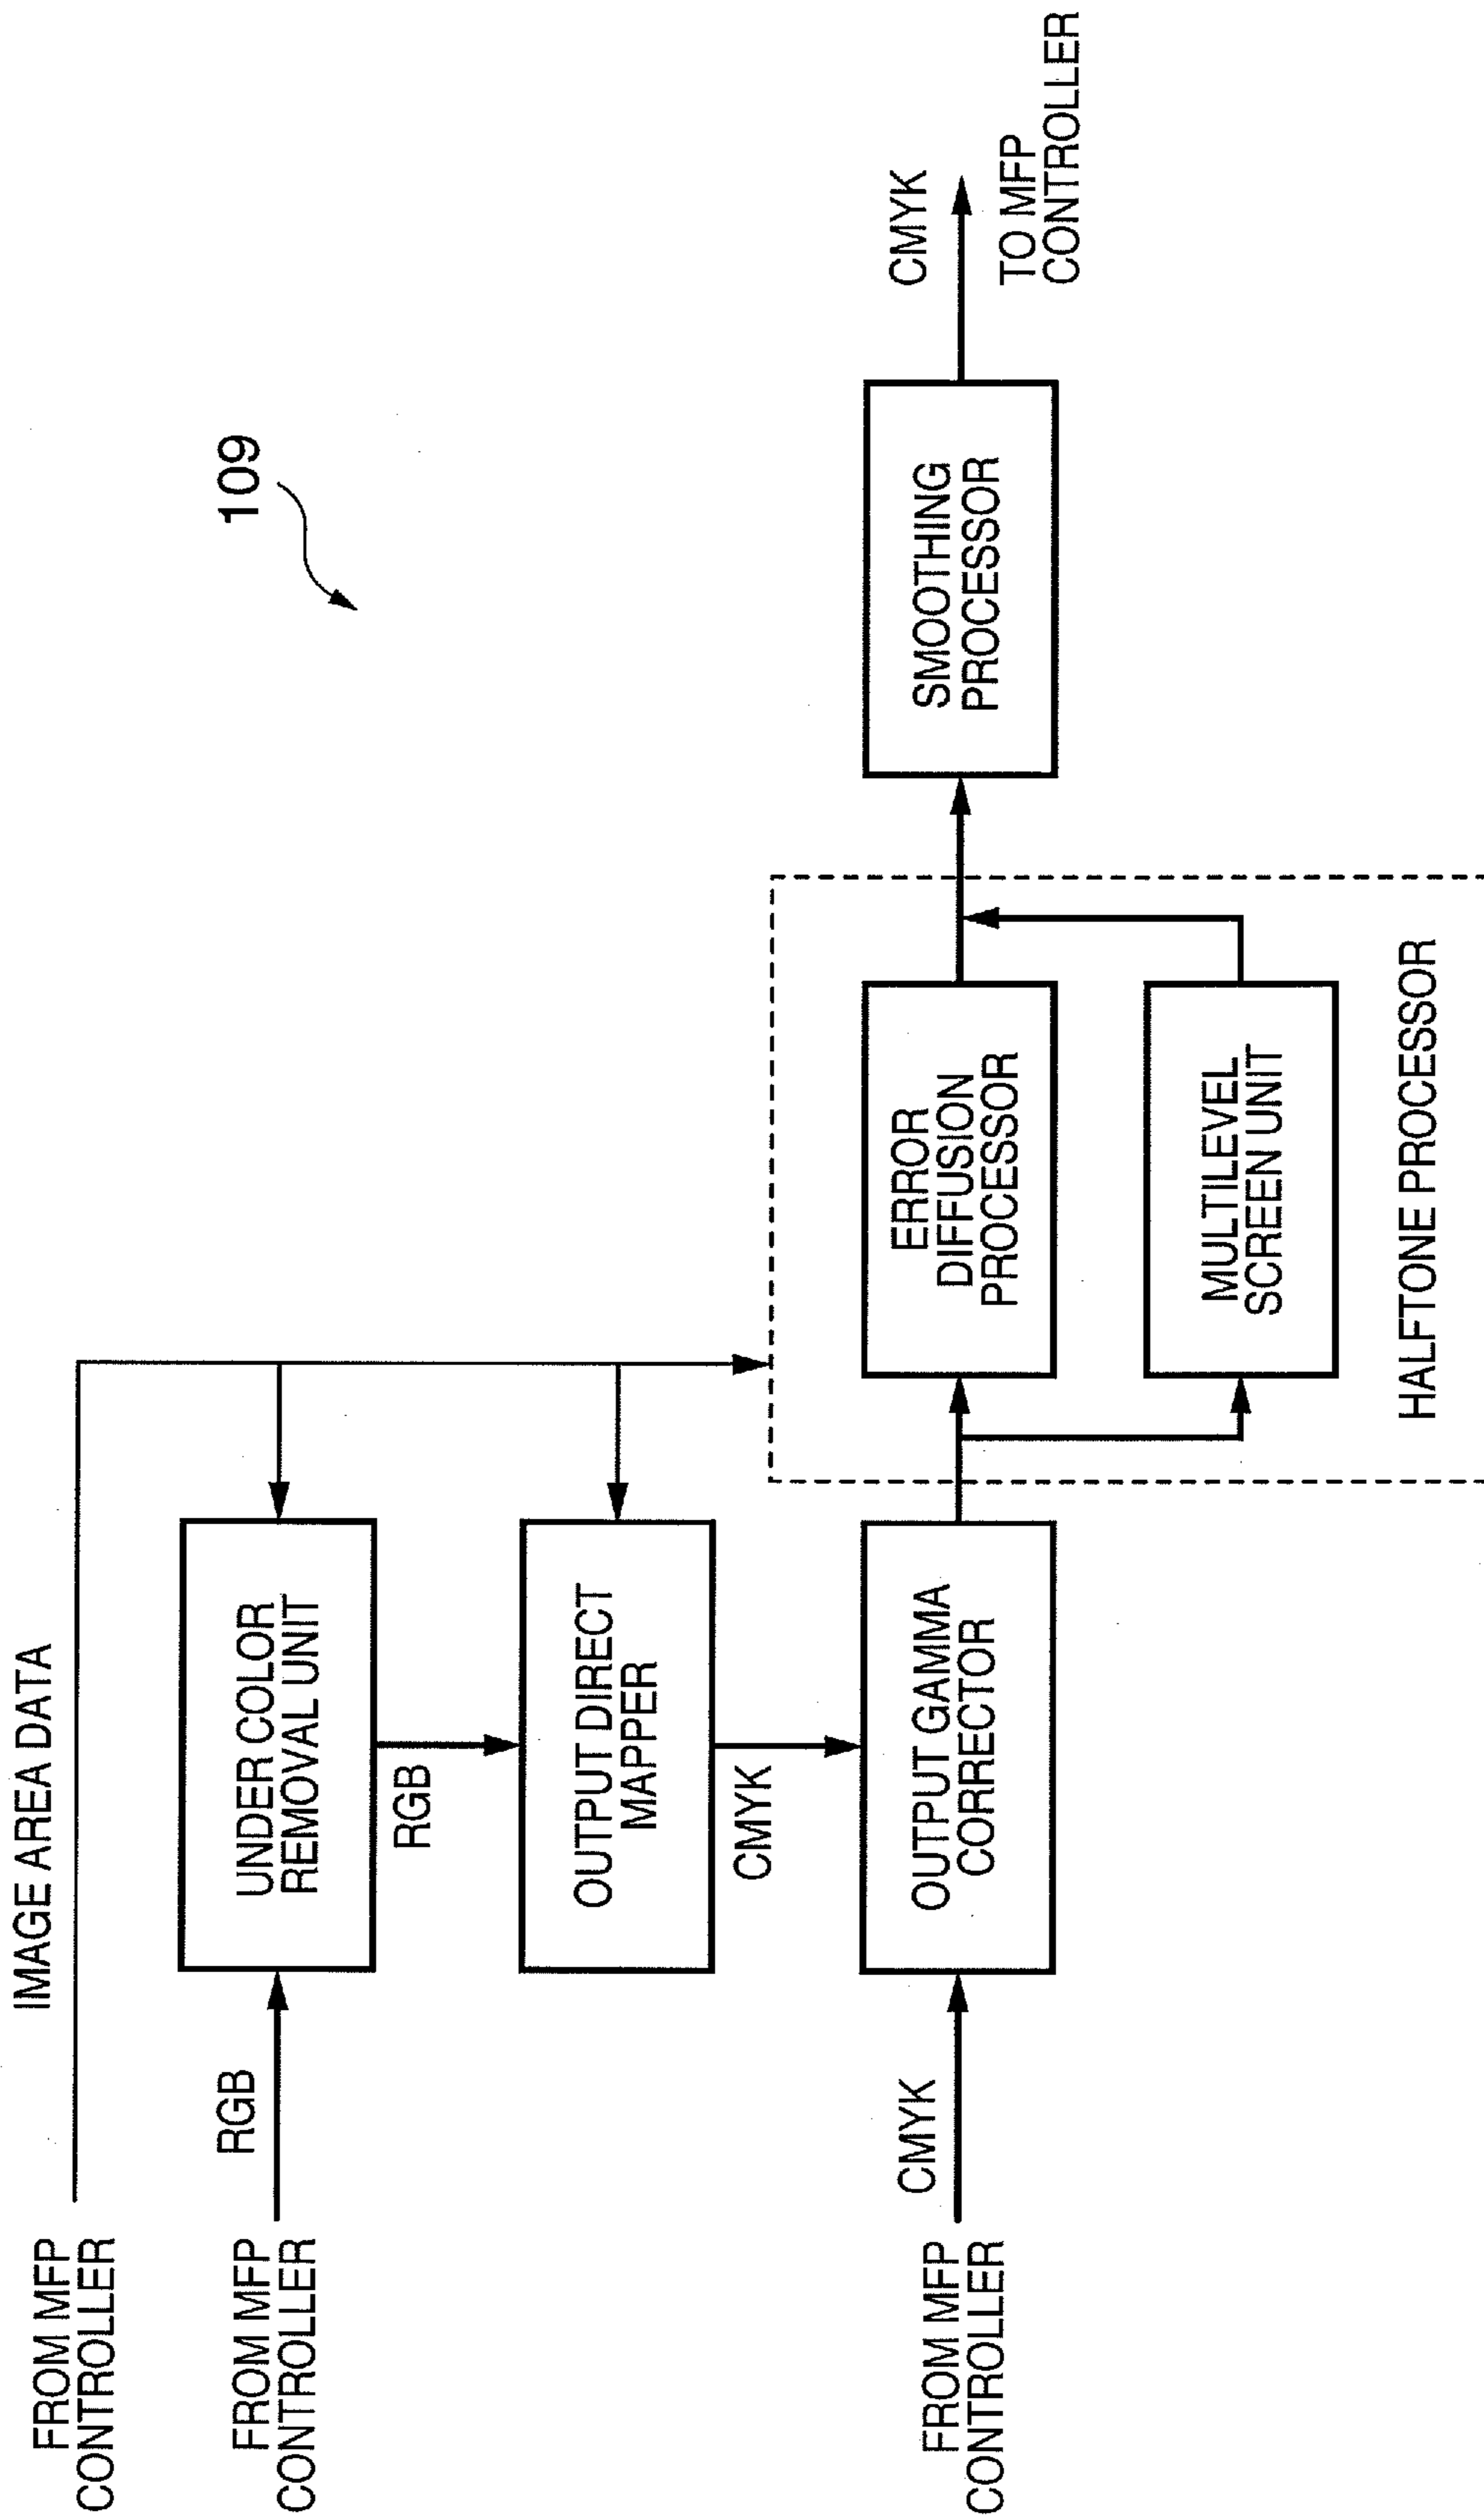 109
FROM MFP
CONTROLLER
IMAGE AREA DATA
FROM MFP
CONTROLLER
RGB
UNDER COLOR
REMOVAL UNIT
RGB
OUTPUT DIRECT
MAPPER
CMYK
FROM MFP
CONTROLLER
CMYK
OUTPUT GAMMA
CORRECTOR
ERROR
DIFFUSION
PROCESSOR
MULTILEVEL
SCREEN UNIT
HALFTONE PROCESSOR
SMOOTHING
PROCESSOR
CMYK
TO MFP
CONTROLLER